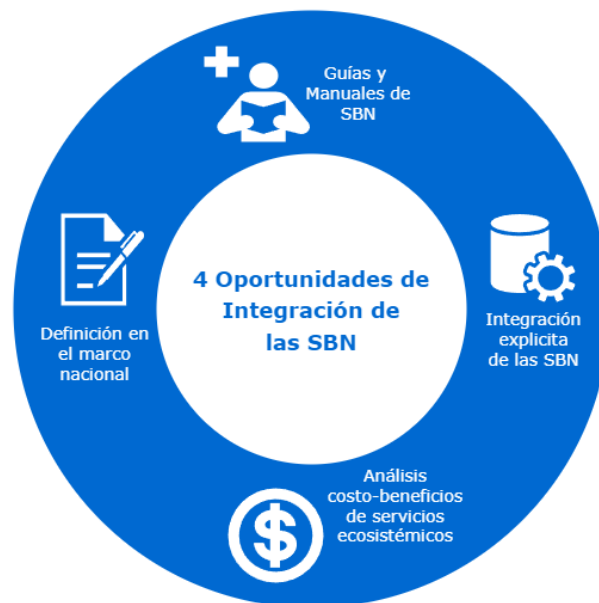 Guías y
Manuales de
SBN
4 Oportunidades de
Integración de
las SBN
Definición en
el marco
nacional
Integración
explicita
de las SBN
Análisis
costo-beneficios
de servicios
ecosistémicos